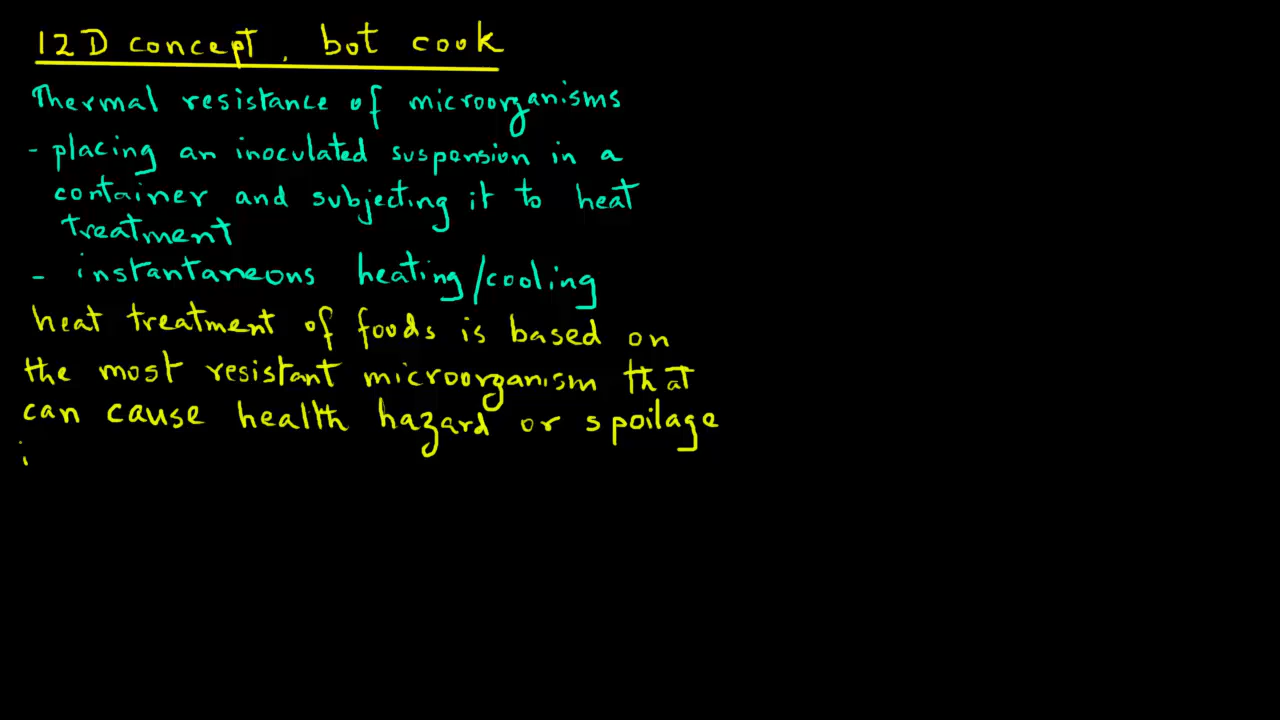 12D concept, bot cook
Thermal resistance of microorganisms
- placing an inoculated suspension in a
container and subjecting it to heat
treatment
- instantaneous heating/cooling
heat treatment of foods is based on
the most resistant microorganism that
can cause health hazard or spoilage
i